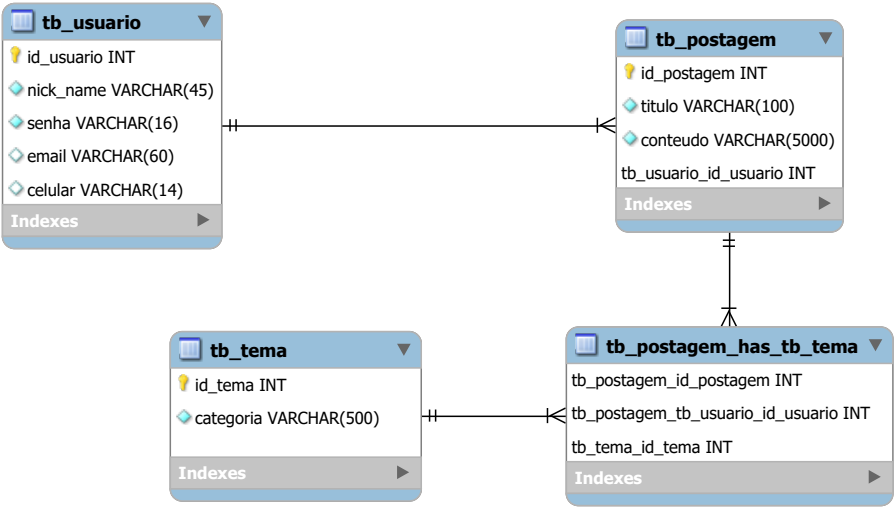 tb_usuario
id_usuario INT
nick_name VARCHAR(45)
senha VARCHAR(16)
email VARCHAR(60)
celular VARCHAR(14)
Indexes
tb_postagem
id_postagem INT
titulo VARCHAR(100)
conteudo VARCHAR(5000)
tb_usuario_id_usuario INT
Indexes
tb_tema
id_tema INT
categoria VARCHAR(500)
Indexes
tb_postagem_has_tb_tema
tb_postagem_id_postagem INT
tb_postagem_tb_usuario_id_usuario INT
tb_tema_id_tema INT
Indexes